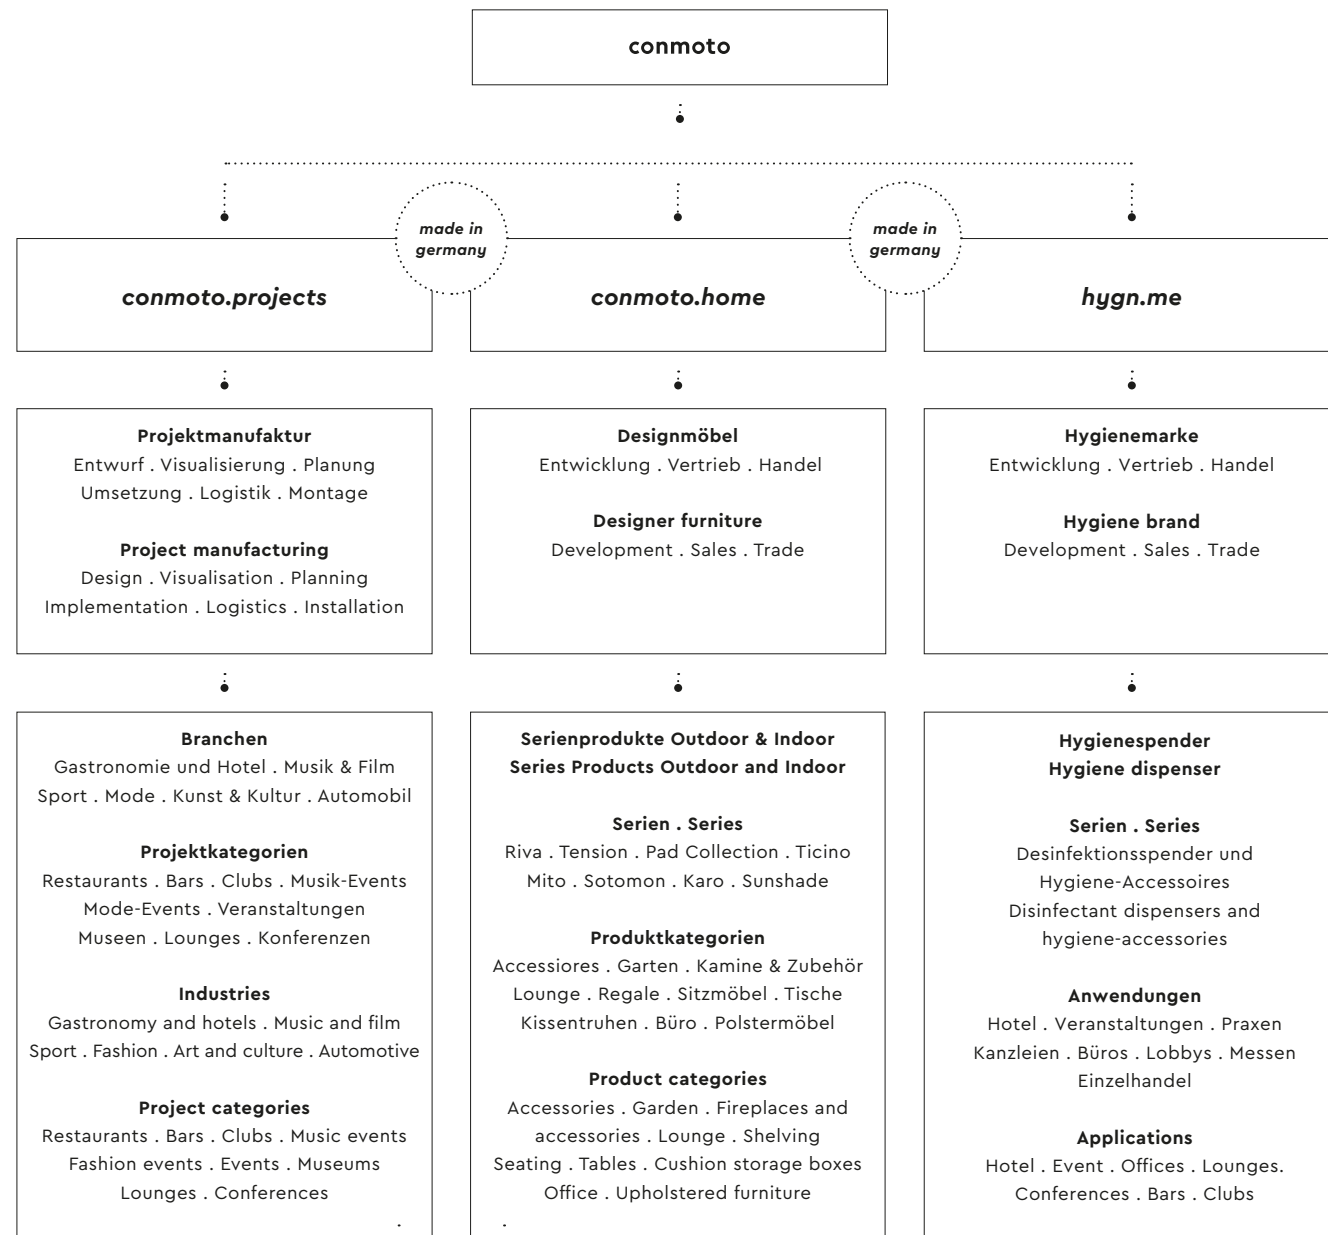 conmoto
made in
germany
made in
germany
conmoto.projects
conmoto.home
hygn.me
Projektmanufaktur
Entwurf . Visualisierung . Planung
Umsetzung . Logistik . Montage
Project manufacturing
Design . Visualisation . Planning
Implementation . Logistics . Installation
Designmöbel
Entwicklung . Vertrieb . Handel
Designer furniture
Development . Sales . Trade
Hygienemarke
Entwicklung . Vertrieb . Handel
Hygiene brand
Development . Sales . Trade
Branchen
Gastronomie und Hotel . Musik & Film
Sport . Mode . Kunst & Kultur . Automobil
Projektkategorien
Restaurants . Bars . Clubs . Musik-Events
Mode-Events . Veranstaltungen
Museen . Lounges . Konferenzen
Industries
Gastronomy and hotels . Music and film
Sport . Fashion . Art and culture . Automotive
Project categories
Restaurants . Bars . Clubs . Music events
Fashion events . Events . Museums
Lounges . Conferences
Serienprodukte Outdoor & Indoor
Series Products Outdoor and Indoor
Serien . Series
Riva . Tension . Pad Collection . Ticino
Mito . Sotomon . Karo . Sunshade
Produktkategorien
Accessiores . Garten . Kamine & Zubehör
Lounge . Regale . Sitzmöbel . Tische
Kissentruhen . Büro . Polstermöbel
Product categories
Accessories . Garden . Fireplaces and
accessories . Lounge . Shelving
Seating . Tables . Cushion storage boxes
Office . Upholstered furniture
Hygienespender
Hygiene dispenser
Serien . Series
Desinfektionsspender und
Hygiene-Accessoires
Disinfectant dispensers and
hygiene-accessories
Anwendungen
Hotel . Veranstaltungen . Praxen
Kanzleien . Büros . Lobbys . Messen
Einzelhandel
Applications
Hotel . Event . Offices . Lounges.
Conferences . Bars . Clubs